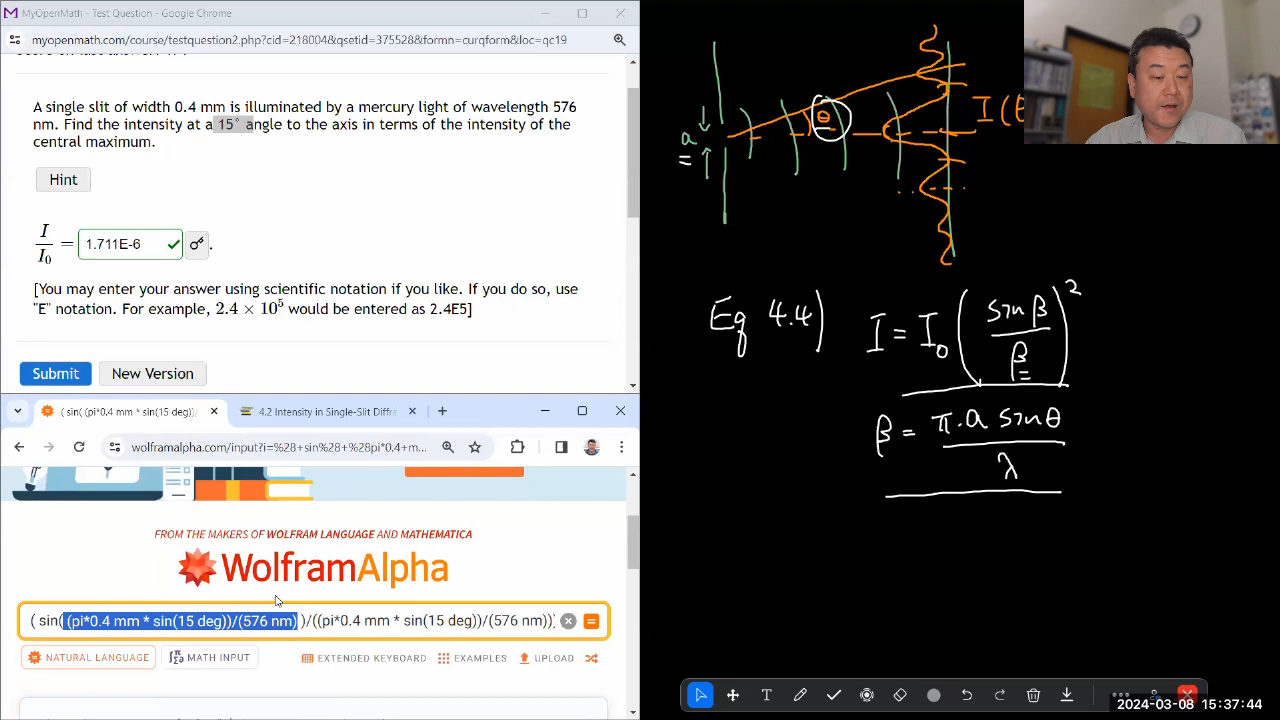 MyOpenMath - Test Question - Google Chrome
myopenmath.com/course/testquestion2.php?cid=218004&qsetid=375528&formn=curqform&loc=qc19
A single slit of width 0.4 mm is illuminated by a mercury light of wavelength 576
nm. Find the intensity at a 15° angle to the axis in terms of the intensity of the
central maximum.
Hint
I/I0 = 1.711E-6 .
[You may enter your answer using scientific notation if you like. If you do so, use
"E" notation. For example, 2.4 × 10^5 would be entered as 2.4E5]
Submit New Version
( sin( (pi*0.4 mm * sin(15 deg)) 4.2 Intensity in Single-Slit Diffra
wolframalpha.com/input?i=%28+sin+%28+pi*0.4+m...
FROM THE MAKERS OF WOLFRAM LANGUAGE AND MATHEMATICA
WolframAlpha
( sin( (pi*0.4 mm * sin(15 deg))/(576 nm) )/((pi*0.4 mm * sin(15 deg))/(576 nm)))
NATURAL LANGUAGE MATH INPUT EXTENDED KEYBOARD EXAMPLES UPLOAD
a
=
θ
I(
Eq 4.4) I = I0 (sin β / β)^2
β = π·a sin θ / λ
T
2024-03-08 15:37:44